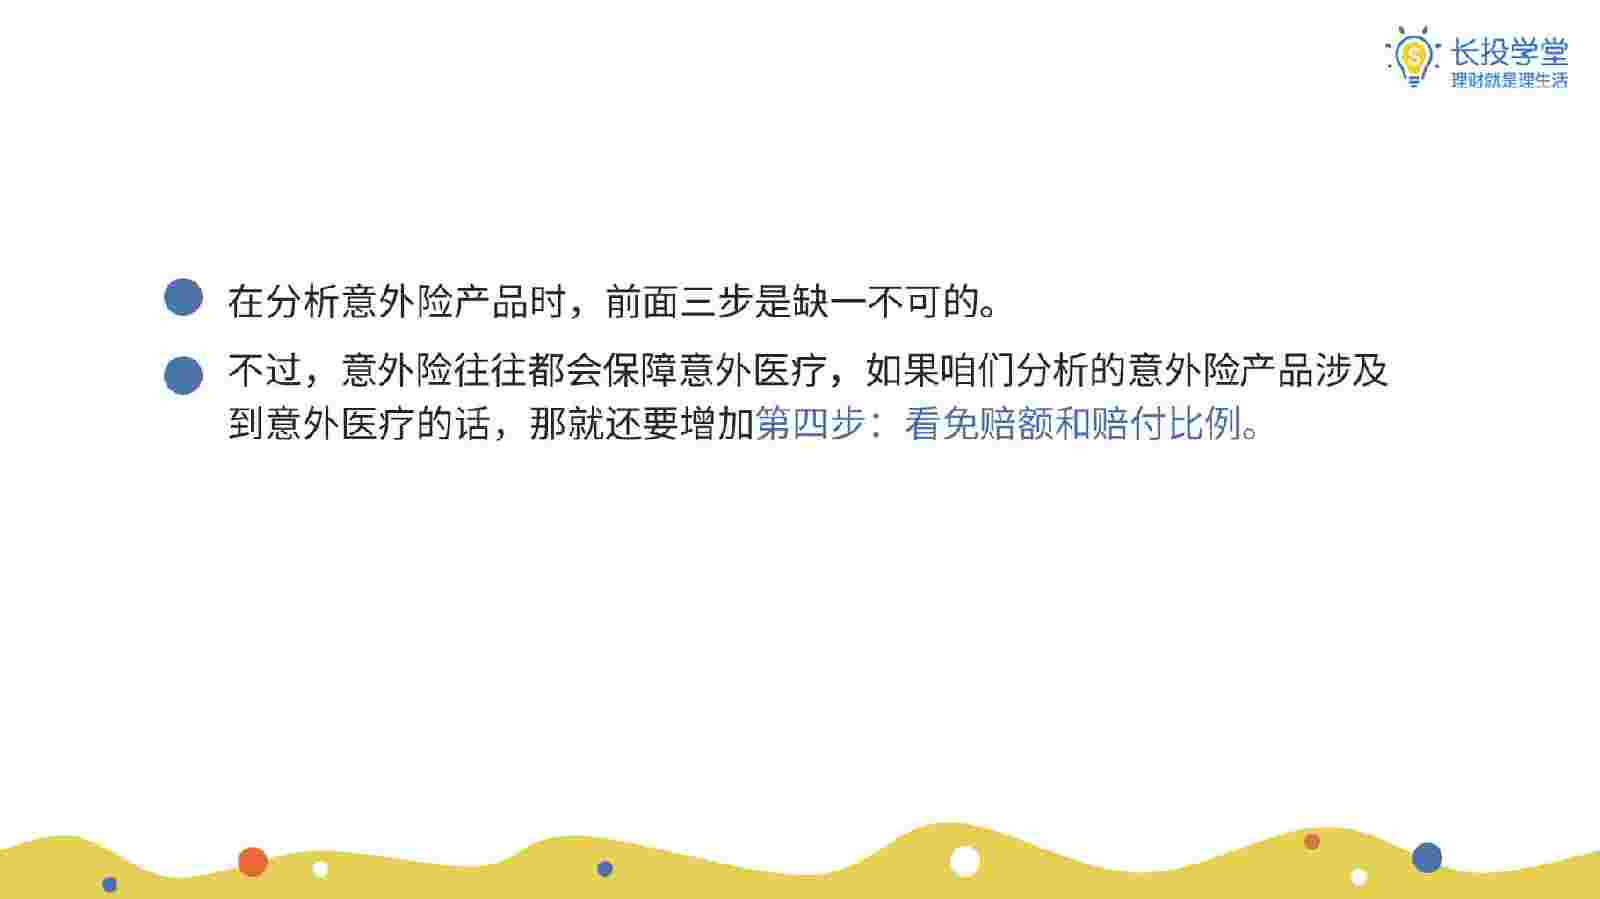 长投学堂
理财就是理生活
在分析意外险产品时，前面三步是缺一不可的。
不过，意外险往往都会保障意外医疗，如果咱们分析的意外险产品涉及
到意外医疗的话，那就还要增加第四步：看免赔额和赔付比例。